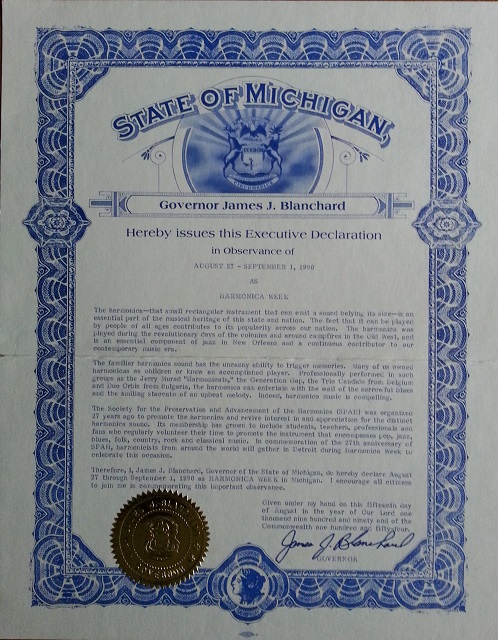 STATE OF MICHIGAN,
Governor James J. Blanchard
Hereby issues this Executive Declaration
in Observance of
AUGUST 27 - SEPTEMBER 1, 1990
AS
HARMONICA WEEK
The harmonica--that small instrument that can emit a sound belying its size--is an
essential part of the musical heritage of this state and nation. The fact that it can be played
by people of all ages contributes to its popularity across our nation. The harmonica was
played during the revolutionary days of the colonies and around campfires in the Old West, and
is an essential component of jazz in New Orleans and a continuous contributor to our
contemporary music era.
The familiar harmonica sound has the uncanny ability to trigger memories. Many of us owned
harmonicas as children or knew an accomplished player. Professionally performed in such
groups as the Jerry Murad "Harmonicats," the Generation Gap, the Trio Candido from Belgium
and Duo Orbis from Bulgaria, the harmonica can entertain with the wail of the sorrowful blues
and the smiling staccato of an upbeat melody. Indeed, harmonica music is compelling.
The Society for the Preservation and Advancement of the Harmonica (SPAH) was organized
27 years ago to promote the harmonica and revive interest in and appreciation for the distinct
harmonica sound. Its membership has grown to include students, teachers, professionals and
fans who regularly volunteer their time to promote the instrument that encompasses pop, jazz,
blues, folk, country, rock and classical music. In commemoration of the 27th anniversary of
SPAH, harmonicists from around the world will gather in Detroit during Harmonica Week to
celebrate this occasion.
Therefore, I, James J. Blanchard, Governor of the State of Michigan, do hereby declare August
27 through September 1, 1990 as HARMONICA WEEK in Michigan. I encourage all citizens
to join me in commemorating this important observance.
Given under my hand on this fifteenth day
of August in the year of Our Lord one
thousand nine hundred and ninety and of the
Commonwealth one hundred and fifty-four.
James J. Blanchard
GOVERNOR